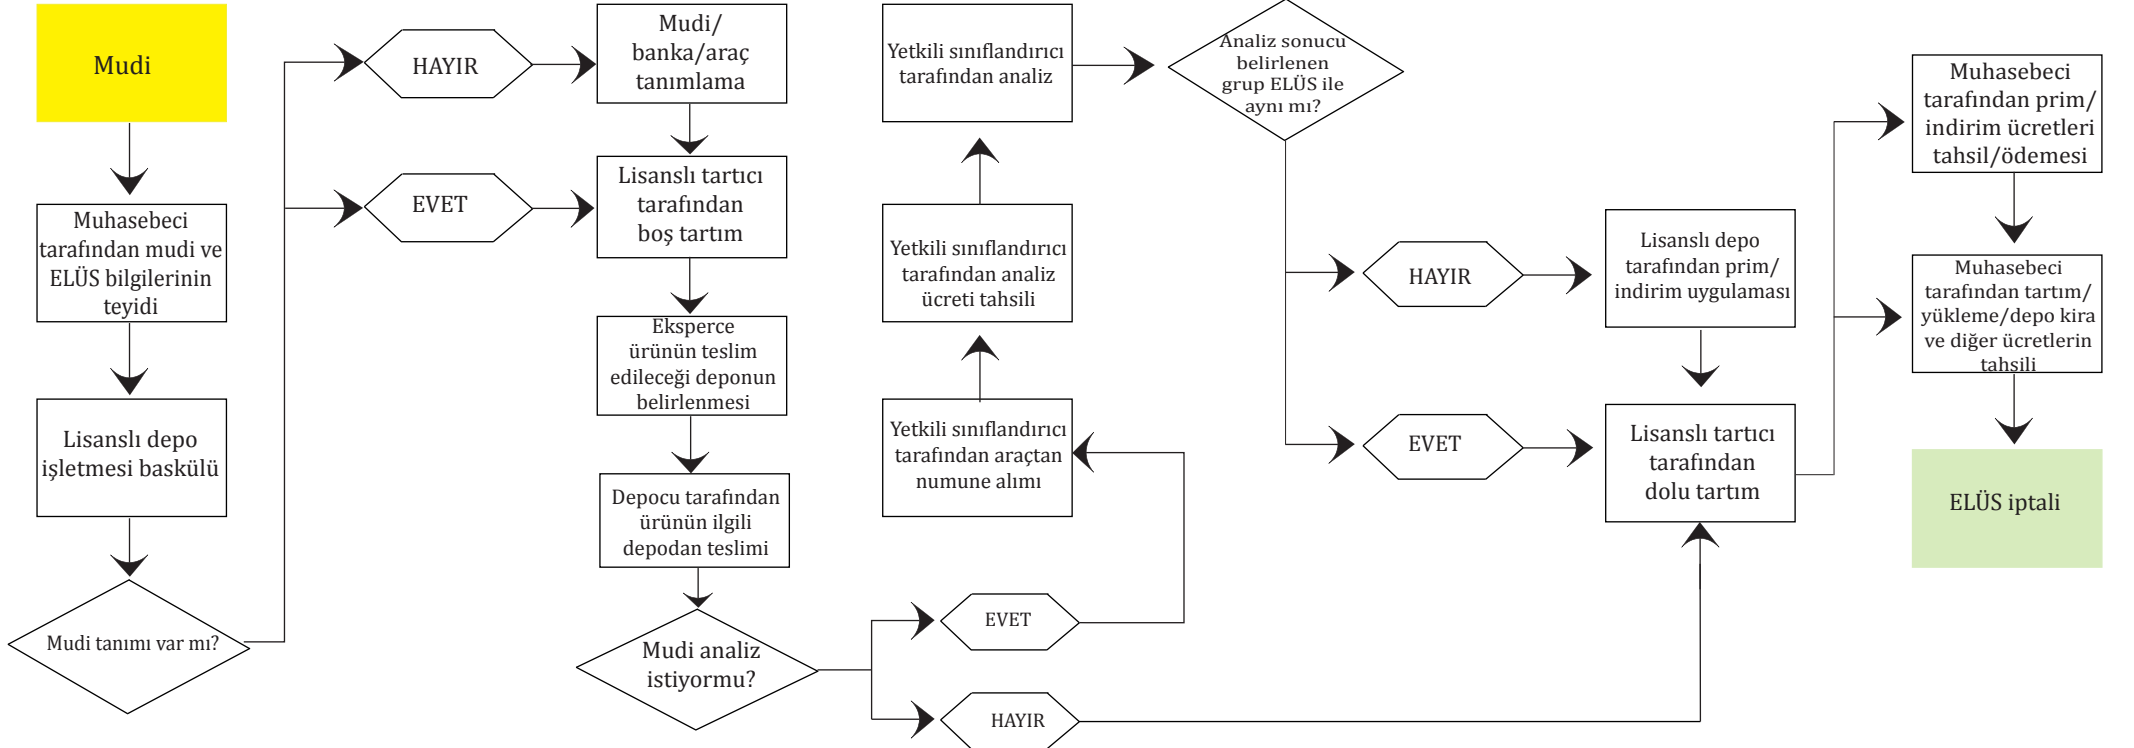 Mudi
Muhasebeci
tarafından mudi ve
ELÜS bilgilerinin
teyidi
Lisanslı depo
işletmesi baskülü
Mudi tanımı var mı?
HAYIR
EVET
Mudi/
banka/araç
tanımlama
Lisanslı tartıcı
tarafından
boş tartım
Eksperce
ürünün teslim
edileceği deponun
belirlenmesi
Depocu tarafından
ürünün ilgili
depodan teslimi
Mudi analiz
istiyormu?
EVET
HAYIR
Yetkili sınıflandırıcı
tarafından araçtan
numune alımı
Yetkili sınıflandırıcı
tarafından analiz
ücreti tahsili
Yetkili sınıflandırıcı
tarafından analiz
Analiz sonucu
belirlenen
grup ELÜS ile
aynı mı?
HAYIR
EVET
Lisanslı depo
tarafından prim/
indirim uygulaması
Lisanslı tartıcı
tarafından
dolu tartım
Muhasebeci
tarafından prim/
indirim ücretleri
tahsil/ödemesi
Muhasebeci
tarafından tartım/
yükleme/depo kira
ve diğer ücretlerin
tahsili
ELÜS iptali